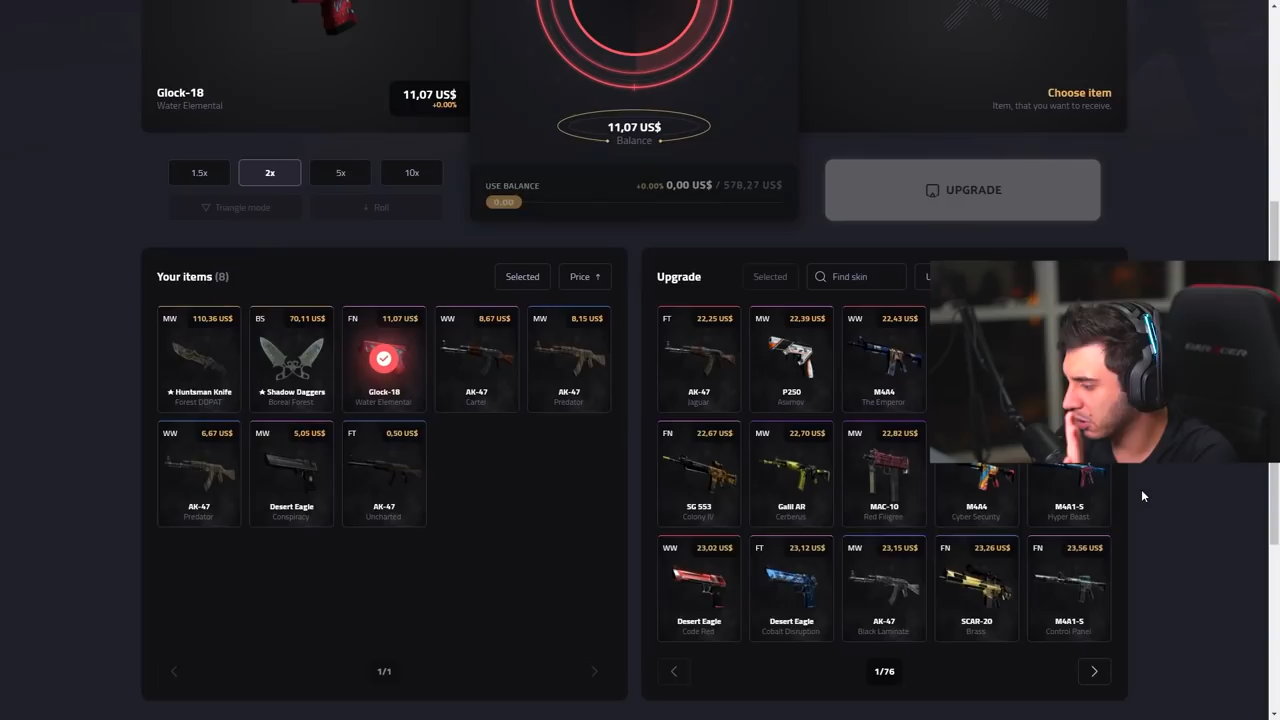 Glock-18
Water Elemental
11,07 US$
+0.00%
11,07 US$
Balance
Choose item
Item, that you want to receive.
1.5x
2x
5x
10x
Triangle mode
Roll
USE BALANCE
+0.00% 0,00 US$ / 578,27 US$
0,00
UPGRADE
Your items (8)
Selected
Price
MW 110,36 US$
★ Huntsman Knife
Forest DDPAT
BS 70,11 US$
★ Shadow Daggers
Boreal Forest
FN 11,07 US$
Glock-18
Water Elemental
WW 8,67 US$
AK-47
Cartel
MW 8,15 US$
AK-47
Predator
WW 6,67 US$
AK-47
Predator
MW 5,05 US$
Desert Eagle
Conspiracy
FT 0,50 US$
AK-47
Uncharted
1/1
Upgrade
Selected
Find skin
FT 22,25 US$
AK-47
Jaguar
MW 22,39 US$
P250
Asiimov
WW 22,43 US$
M4A4
The Emperor
FN 22,67 US$
SG 553
Colony IV
MW 22,70 US$
Galil AR
Cerberus
MW 22,82 US$
MAC-10
Red Filigree
M4A4
Cyber Security
M4A1-S
Hyper Beast
WW 23,02 US$
Desert Eagle
Code Red
FT 23,12 US$
Desert Eagle
Cobalt Disruption
MW 23,15 US$
AK-47
Black Laminate
FN 23,26 US$
SCAR-20
Brass
FN 23,56 US$
M4A1-S
Control Panel
1/76